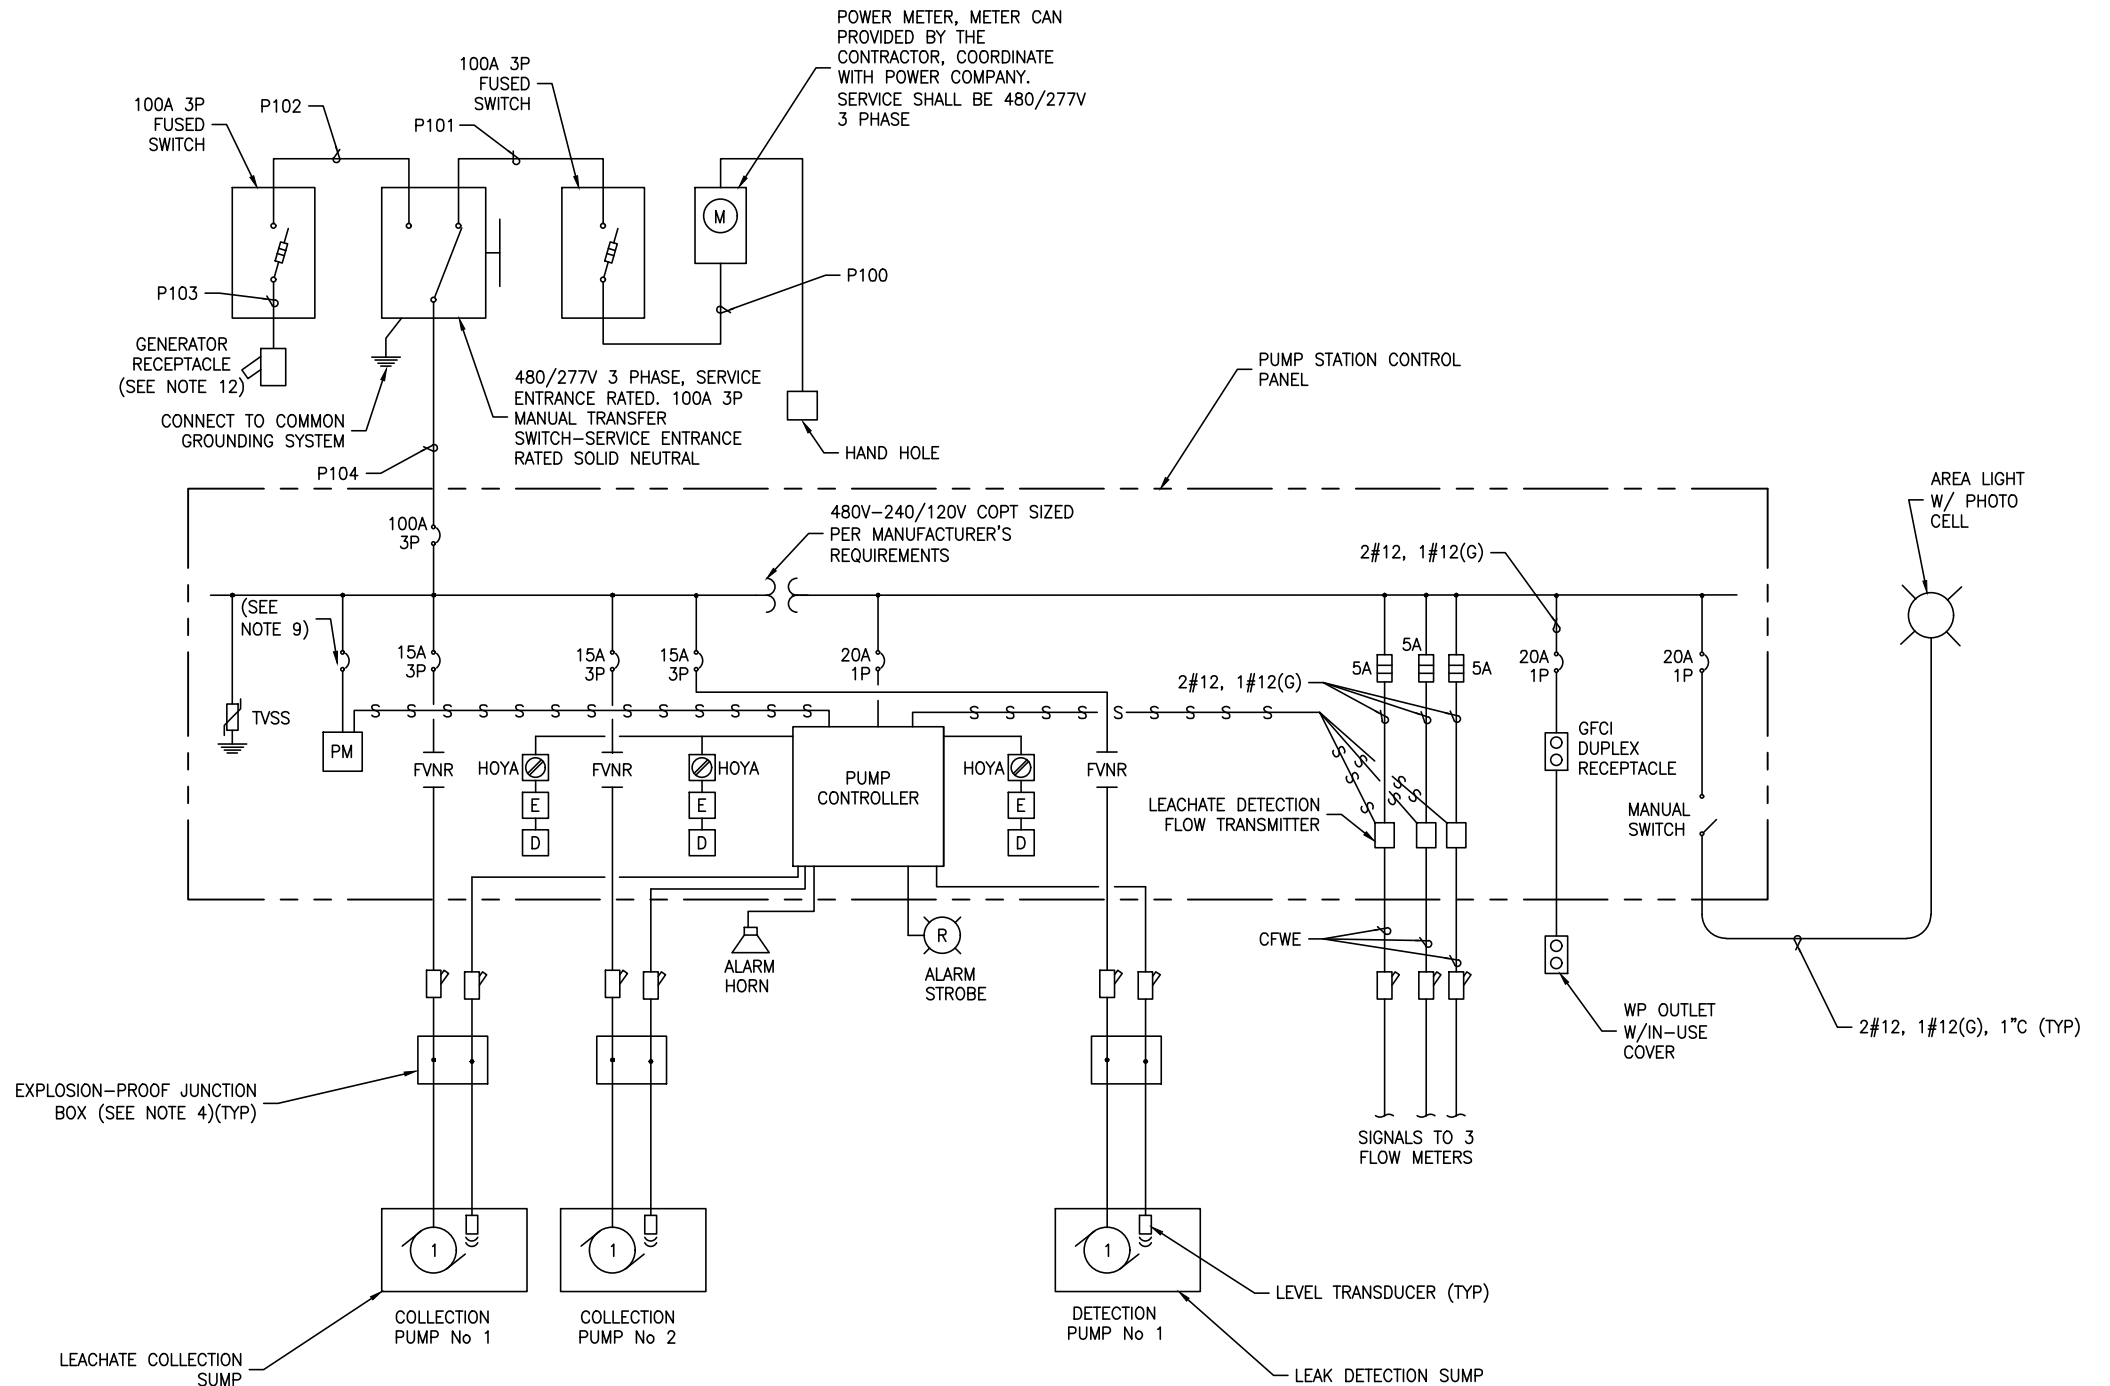 POWER METER, METER CAN
PROVIDED BY THE
CONTRACTOR, COORDINATE
WITH POWER COMPANY.
SERVICE SHALL BE 480/277V
3 PHASE
100A 3P
FUSED
SWITCH
P102
100A 3P
FUSED
SWITCH
P101
M
P103
P100
GENERATOR
RECEPTACLE
(SEE NOTE 12)
CONNECT TO COMMON
GROUNDING SYSTEM
480/277V 3 PHASE, SERVICE
ENTRANCE RATED. 100A 3P
MANUAL TRANSFER
SWITCH-SERVICE ENTRANCE
RATED SOLID NEUTRAL
HAND HOLE
P104
PUMP STATION CONTROL
PANEL
AREA LIGHT
W/ PHOTO
CELL
100A
3P
480V-240/120V COPT SIZED
PER MANUFACTURER'S
REQUIREMENTS
2#12, 1#12(G)
(SEE
NOTE 9)
15A
3P
15A
3P
15A
3P
20A
1P
5A
5A
5A
20A
1P
20A
1P
2#12, 1#12(G)
TVSS
S S S S S S S S S S S S S
S S S S S S S S S
S S S
S S
S S S
PM
FVNR
HOYA
E
D
FVNR
HOYA
E
D
PUMP
CONTROLLER
HOYA
E
D
FVNR
LEACHATE DETECTION
FLOW TRANSMITTER
GFCI
DUPLEX
RECEPTACLE
MANUAL
SWITCH
ALARM
HORN
R
ALARM
STROBE
CFWE
WP OUTLET
W/IN-USE
COVER
2#12, 1#12(G), 1"C (TYP)
EXPLOSION-PROOF JUNCTION
BOX (SEE NOTE 4)(TYP)
SIGNALS TO 3
FLOW METERS
1
1
1
COLLECTION
PUMP No 1
COLLECTION
PUMP No 2
DETECTION
PUMP No 1
LEVEL TRANSDUCER (TYP)
LEACHATE COLLECTION
SUMP
LEAK DETECTION SUMP